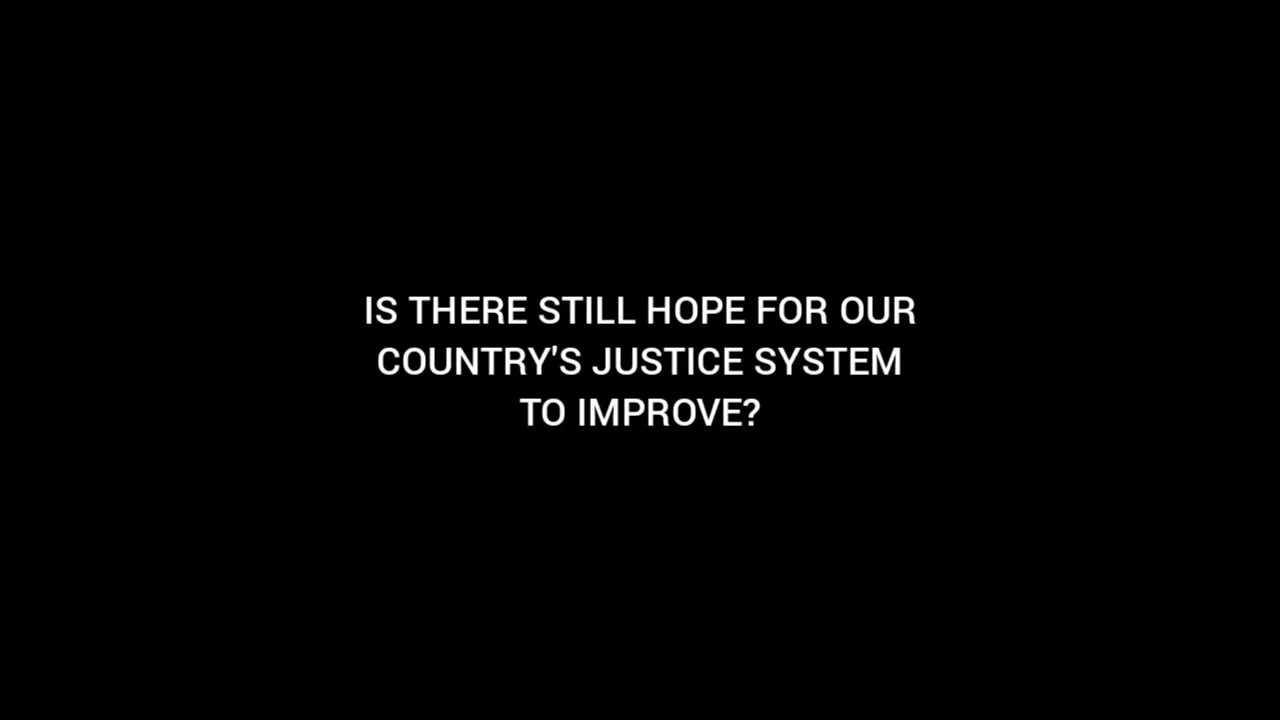 IS THERE STILL HOPE FOR OUR
COUNTRY'S JUSTICE SYSTEM
TO IMPROVE?